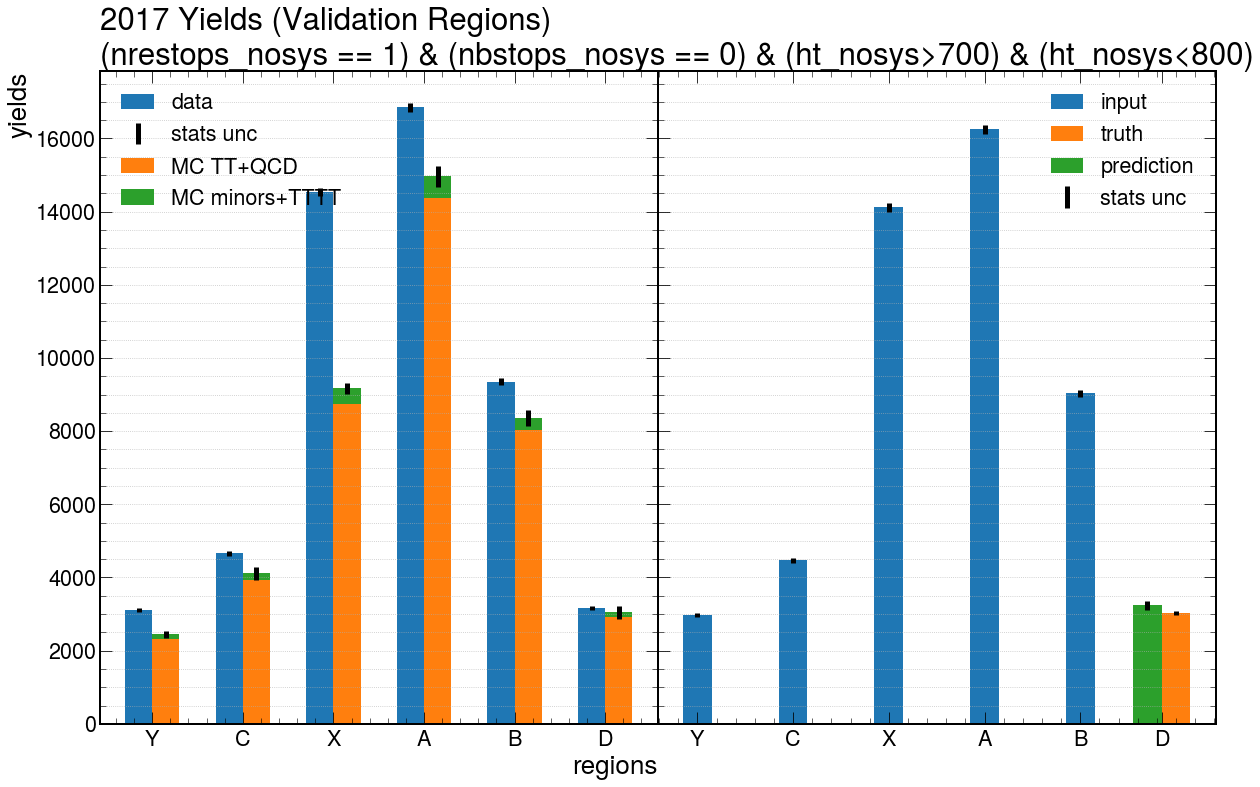 2017 Yields (Validation Regions)
(nrestops_nosys == 1) & (nbstops_nosys == 0) & (ht_nosys>700) & (ht_nosys<800)
yields
data
stats unc
MC TT+QCD
MC minors+TTTT
input
truth
prediction
stats unc
16000
14000
12000
10000
8000
6000
4000
2000
0
Y C X A B D
Y C X A B D
regions